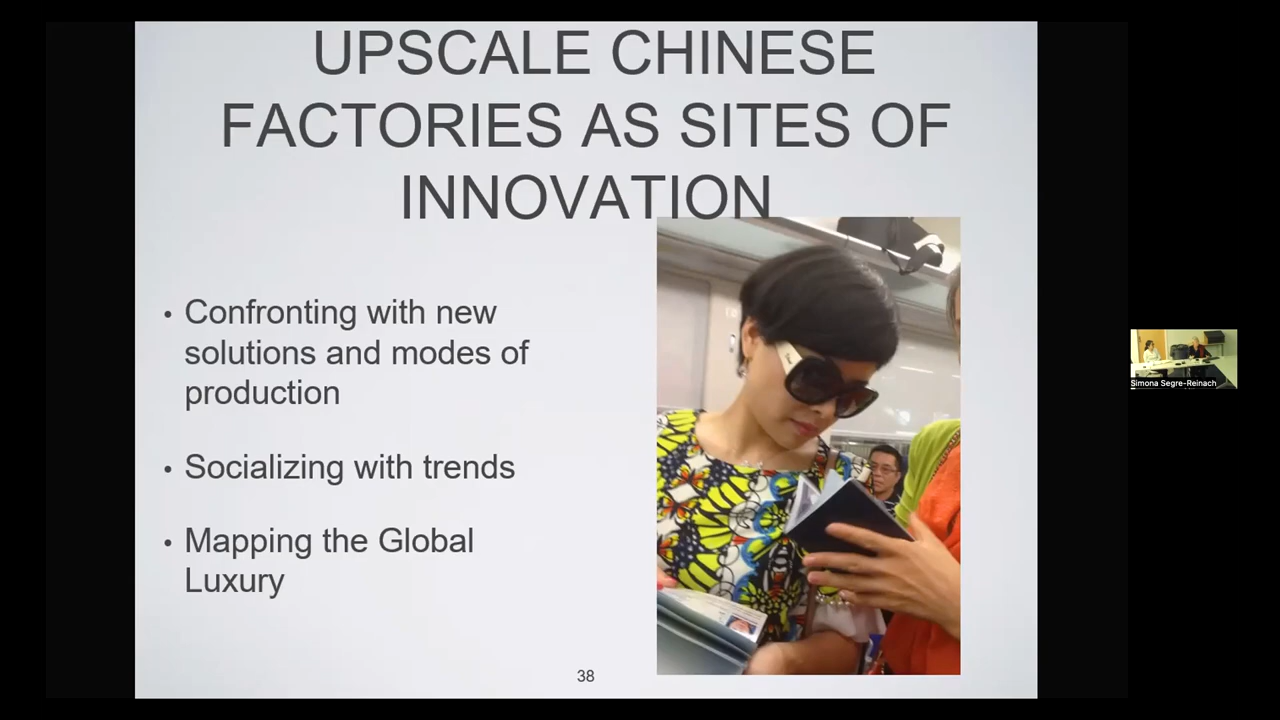 UPSCALE CHINESE
FACTORIES AS SITES OF
INNOVATION
• Confronting with new
solutions and modes of
production
• Socializing with trends
• Mapping the Global
Luxury
38
Simona Segre-Reinach